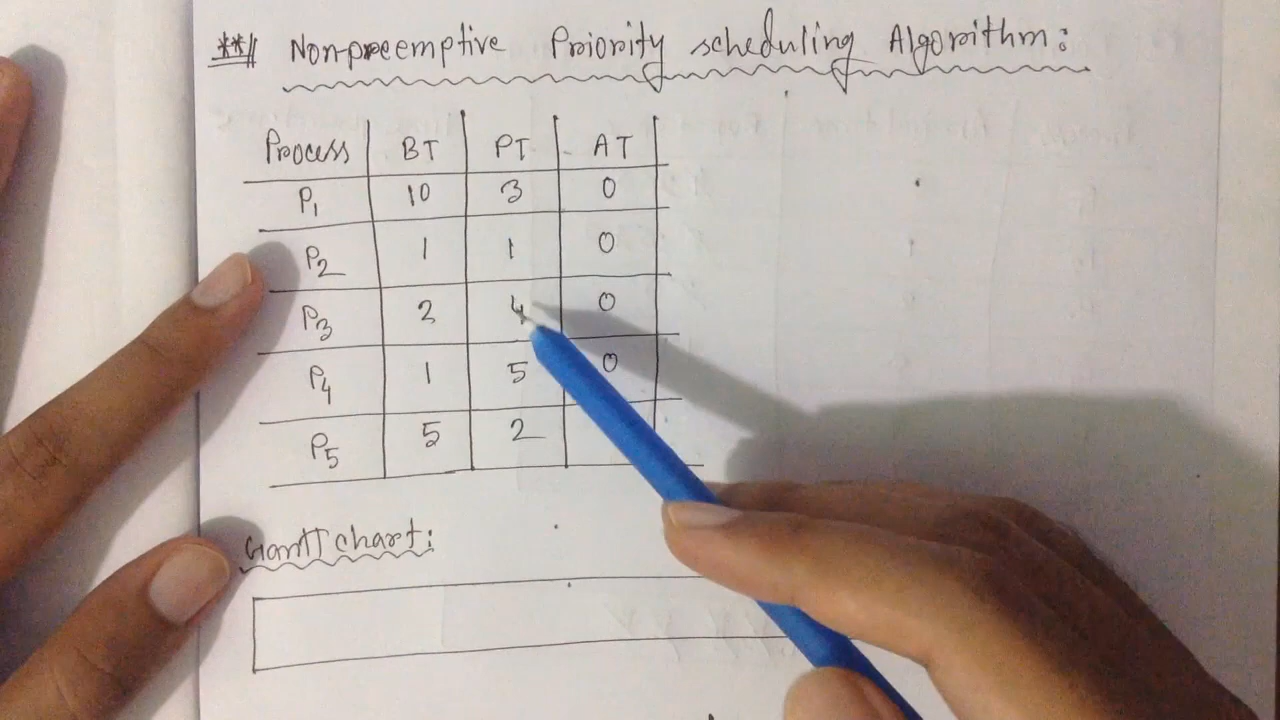 **// Non-preemptive Priority scheduling Algorithm:
Process BT PT AT
P1 10 3 0
P2 1 1 0
P3 2 4 0
P4 1 5 0
P5 5 2
Gantt chart: